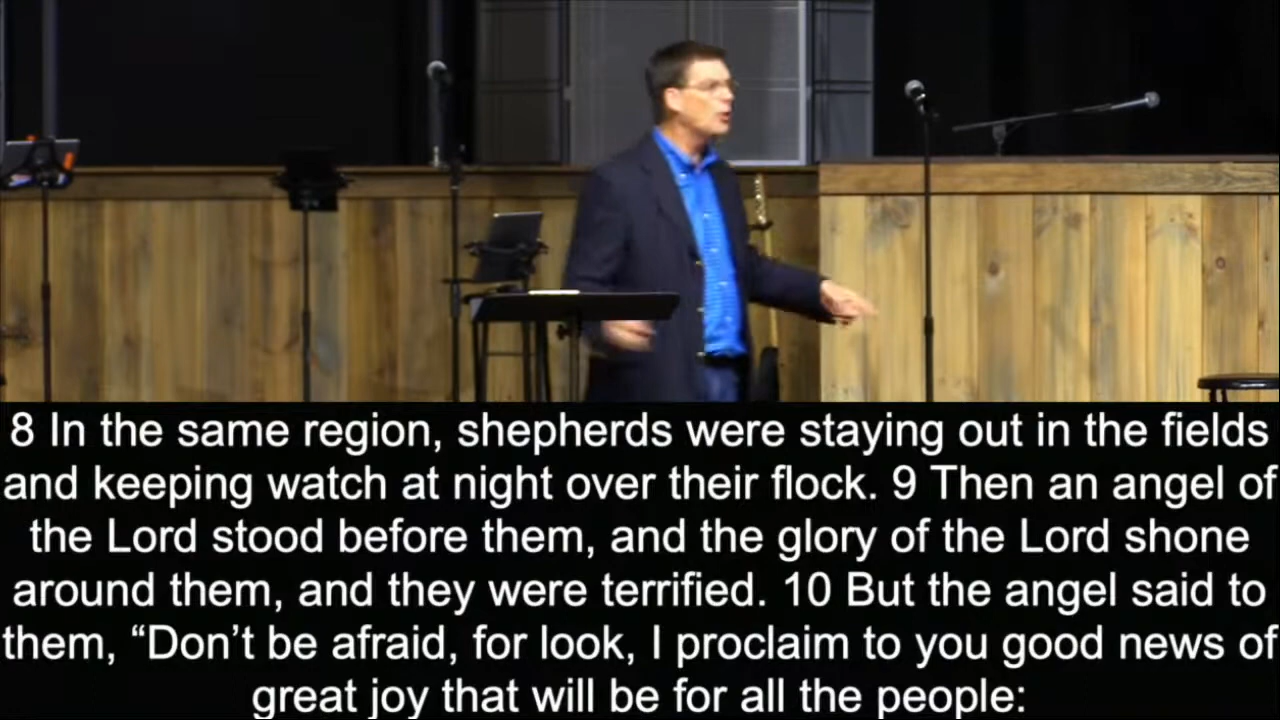 8 In the same region, shepherds were staying out in the fields
and keeping watch at night over their flock. 9 Then an angel of
the Lord stood before them, and the glory of the Lord shone
around them, and they were terrified. 10 But the angel said to
them, “Don’t be afraid, for look, I proclaim to you good news of
great joy that will be for all the people: